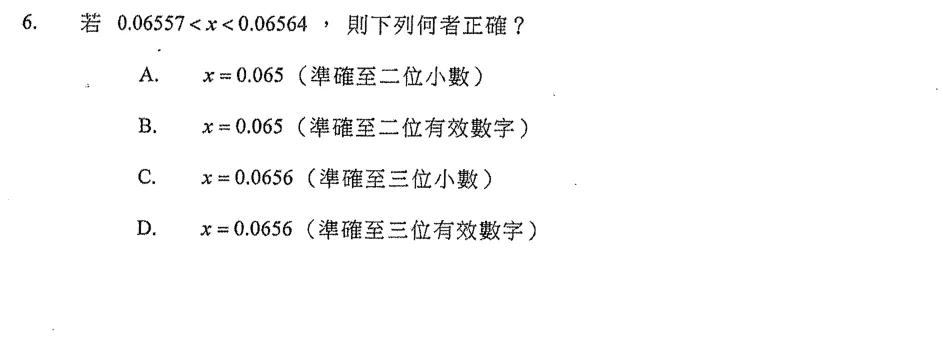 6. 若 0.06557 < x < 0.06564 ， 則下列何者正確？
A. x = 0.065（準確至二位小數）
B. x = 0.065（準確至二位有效數字）
C. x = 0.0656（準確至三位小數）
D. x = 0.0656（準確至三位有效數字）